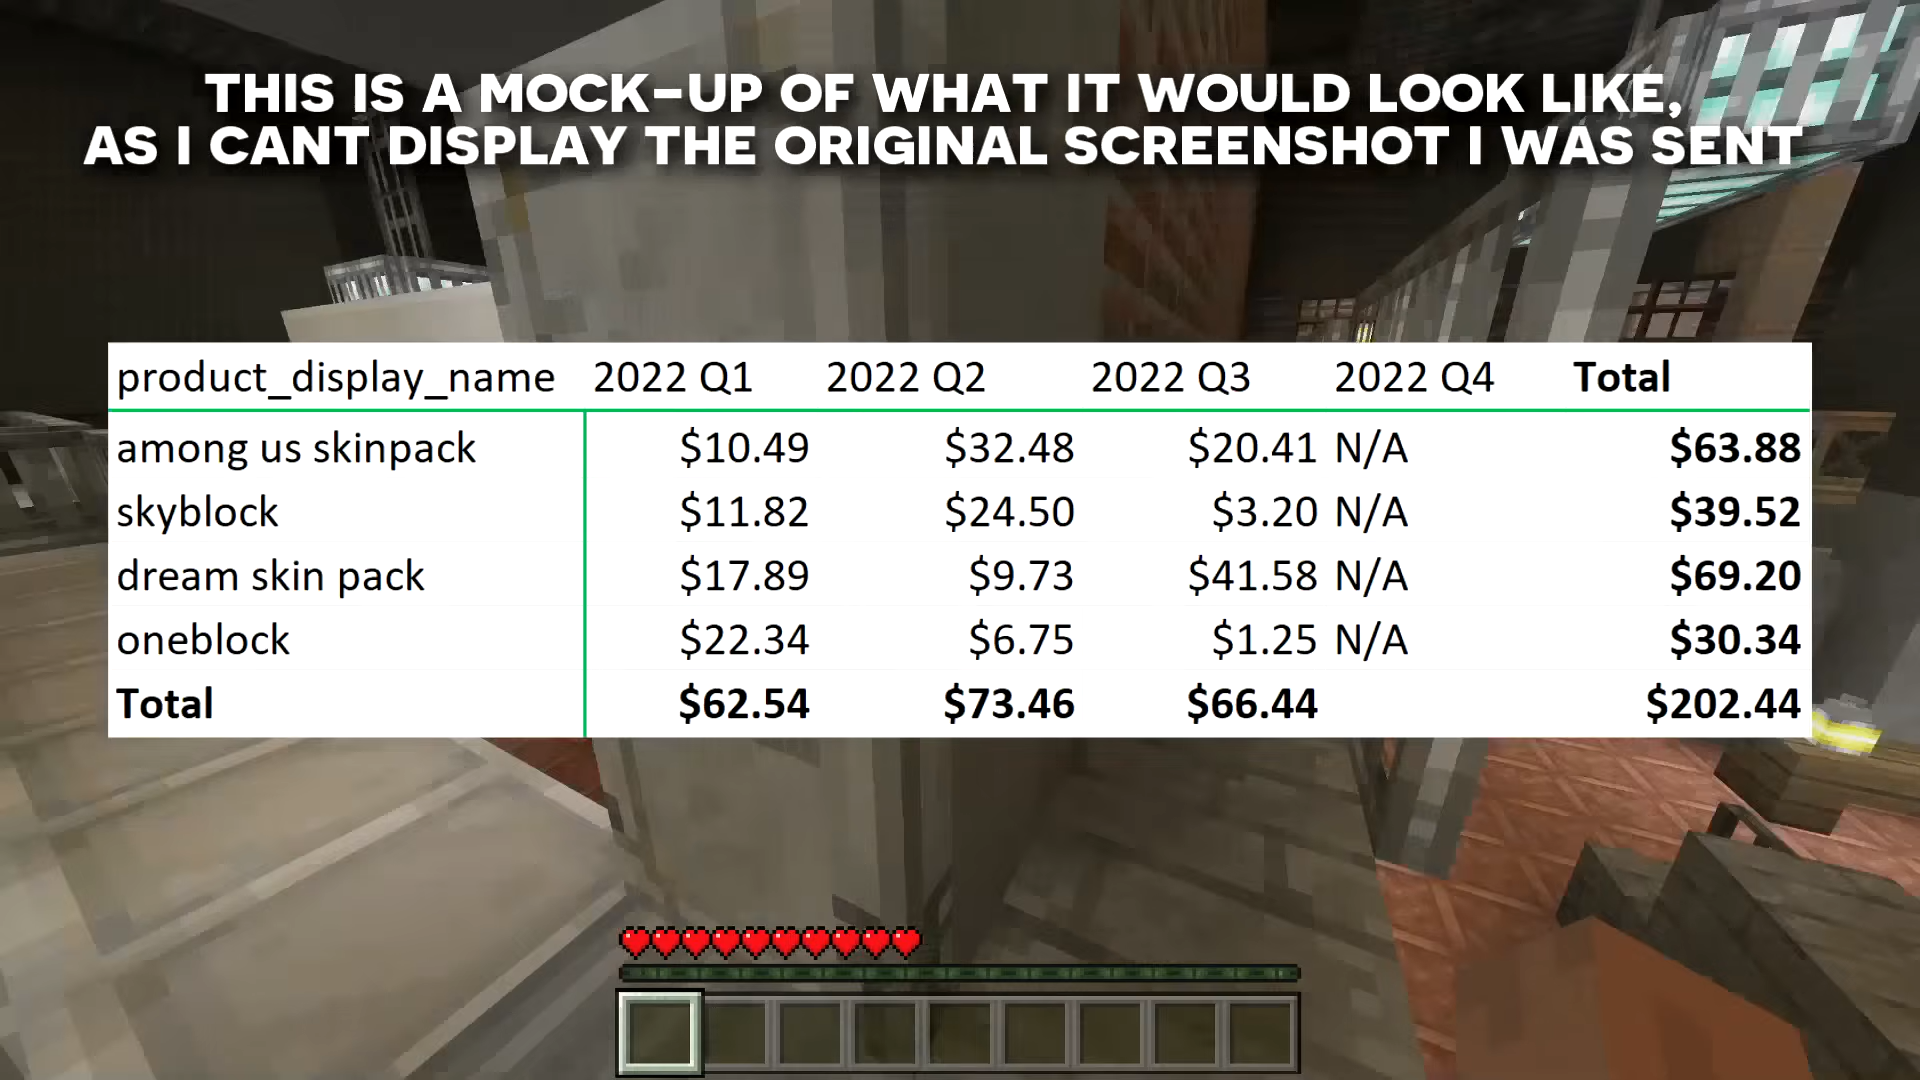 THIS IS A MOCK-UP OF WHAT IT WOULD LOOK LIKE,
AS I CANT DISPLAY THE ORIGINAL SCREENSHOT I WAS SENT
product_display_name 2022 Q1 2022 Q2 2022 Q3 2022 Q4 Total
among us skinpack $10.49 $32.48 $20.41 N/A $63.88
skyblock $11.82 $24.50 $3.20 N/A $39.52
dream skin pack $17.89 $9.73 $41.58 N/A $69.20
oneblock $22.34 $6.75 $1.25 N/A $30.34
Total $62.54 $73.46 $66.44 $202.44